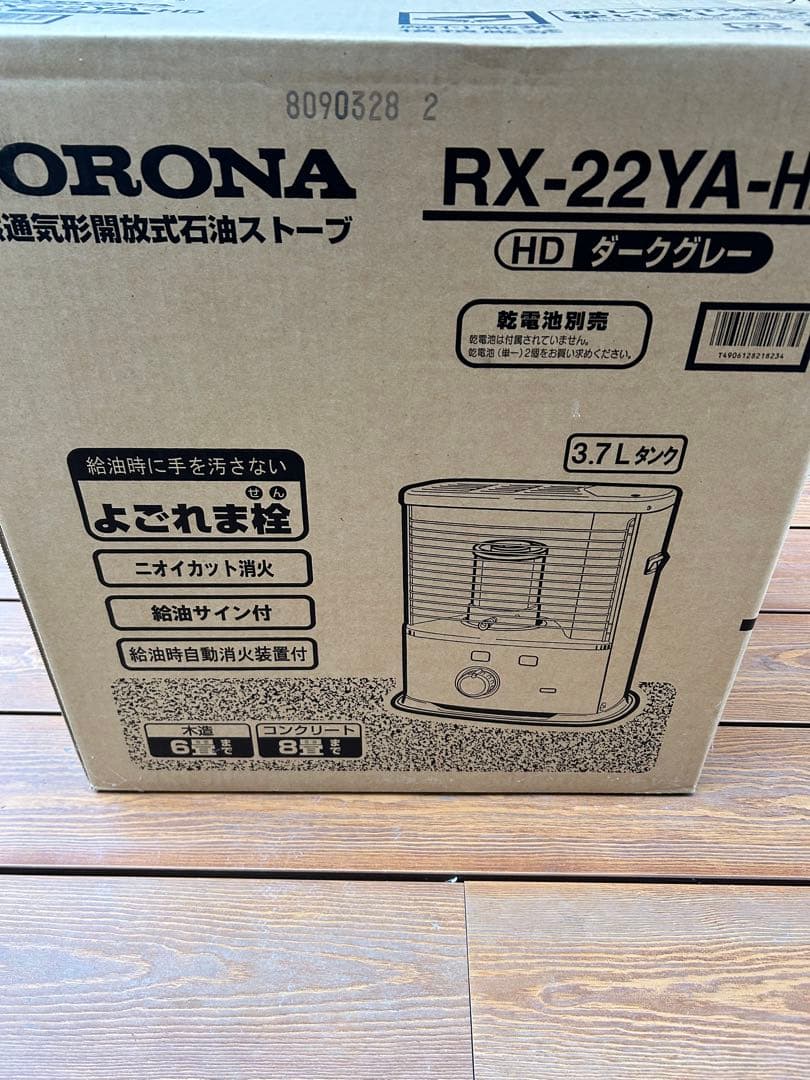 8090328 2
ORONA
通気形開放式石油ストーブ
RX-22YA-H
HD ダークグレー
乾電池別売
乾電池は付属されていません。
乾電池(単一)2個をお買い求めください。
T4906128218234
給油時に手を汚さない
せん
よごれま栓
ニオイカット消火
給油サイン付
給油時自動消火装置付
3.7Lタンク
木造
6畳まで
コンクリート
8畳まで